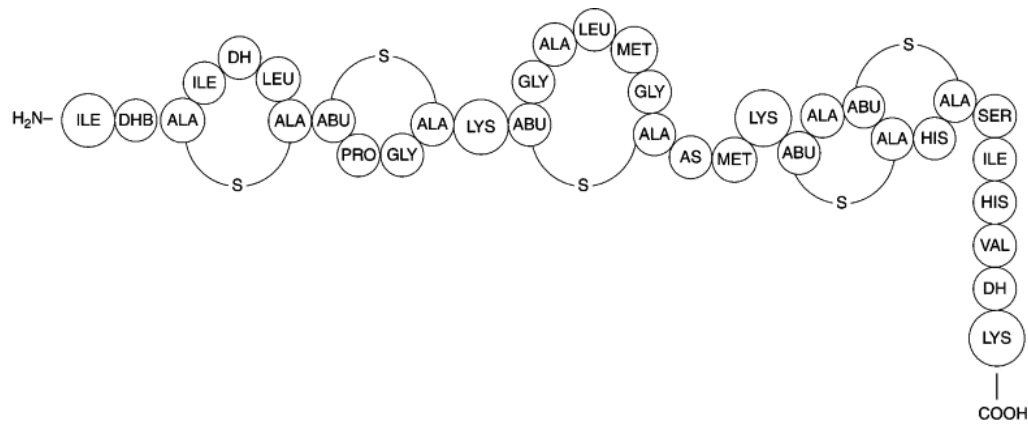 H₂N–
ILE
DHB
ALA
ILE
DH
LEU
ALA
S
ABU
PRO
GLY
ALA
S
LYS
ABU
GLY
ALA
LEU
MET
GLY
ALA
S
AS
MET
LYS
ABU
ALA
ABU
ALA
S
HIS
ALA
S
SER
ILE
HIS
VAL
DH
LYS
COOH